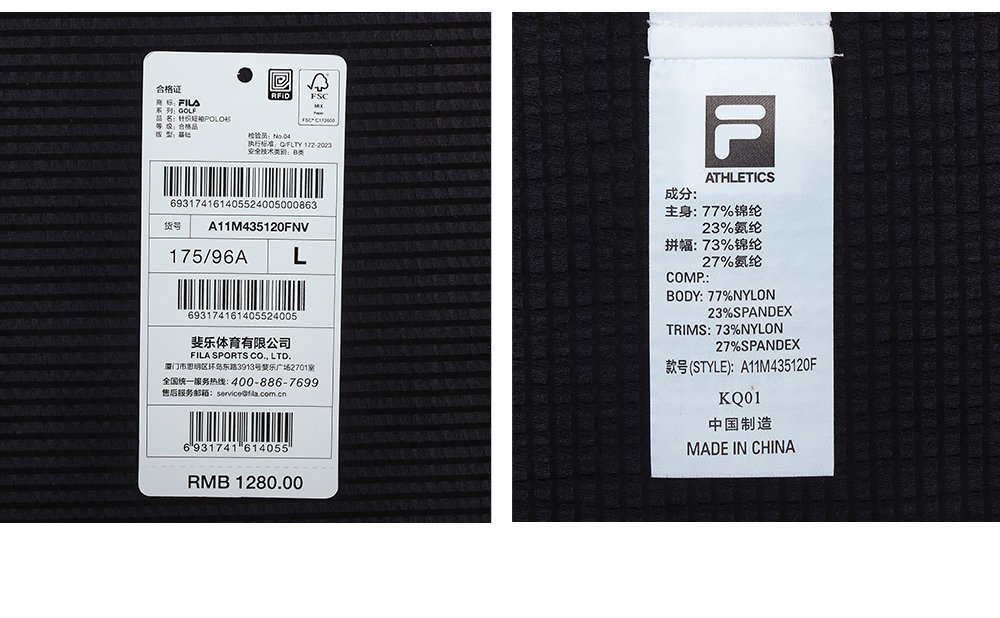 合格证
商 标: FILA
系 列: GOLF
品 名: 针织短袖POLO衫
等 级: 合格品
版 型: 基础
RFID
FSC
MIX
Paper
FSC® C172600
检验员: No.04
执行标准: Q/FLTY 172-2023
安全技术类别: B类
693174161405524005000863
货号 A11M435120FNV
175/96A L
693174161405524005
斐乐体育有限公司
FILA SPORTS CO., LTD.
厦门市思明区环岛东路3913号斐乐广场2701室
全国统一服务热线: 400-886-7699
售后服务邮箱: service@fila.com.cn
6 931741 614055
RMB 1280.00
F
ATHLETICS
成分:
主身: 77%锦纶
23%氨纶
拼幅: 73%锦纶
27%氨纶
COMP.:
BODY: 77%NYLON
23%SPANDEX
TRIMS: 73%NYLON
27%SPANDEX
款号(STYLE): A11M435120F
KQ01
中国制造
MADE IN CHINA